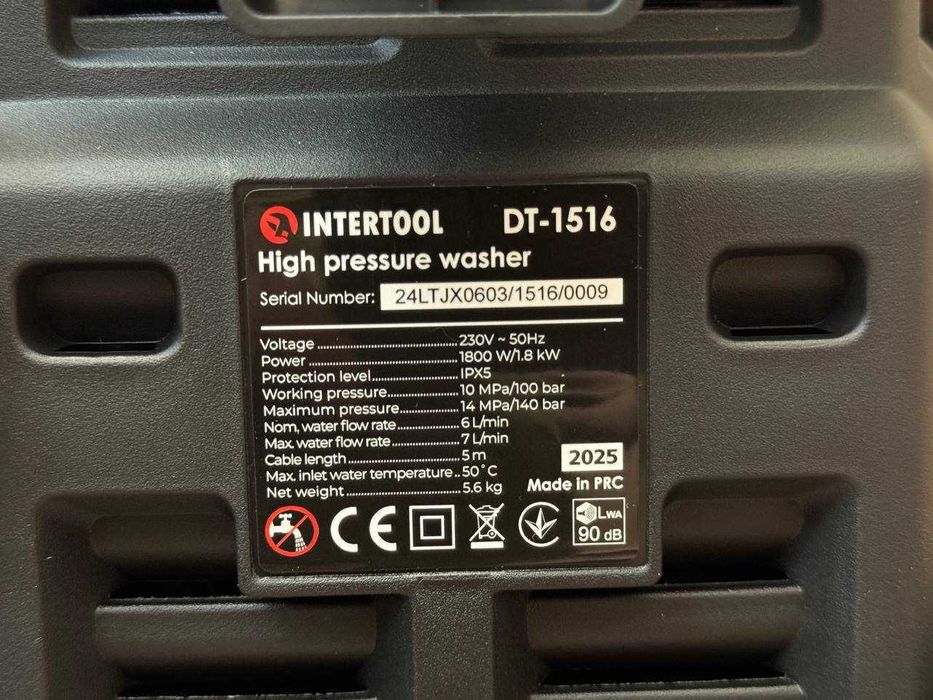 INTERTOOL DT-1516
High pressure washer
Serial Number: 24LTJX0603/1516/0009
Voltage ........................ 230V ~ 50Hz
Power ........................ 1800 W/1.8 kW
Protection level ........................ IPX5
Working pressure ........................ 10 MPa/100 bar
Maximum pressure ........................ 14 MPa/140 bar
Nom, water flow rate ........................ 6 L/min
Max. water flow rate ........................ 7 L/min
Cable length ........................ 5 m
Max. inlet water temperature .. 50°C
Net weight ........................ 5.6 kg
2025
Made in PRC
CE
LWA
90 dB